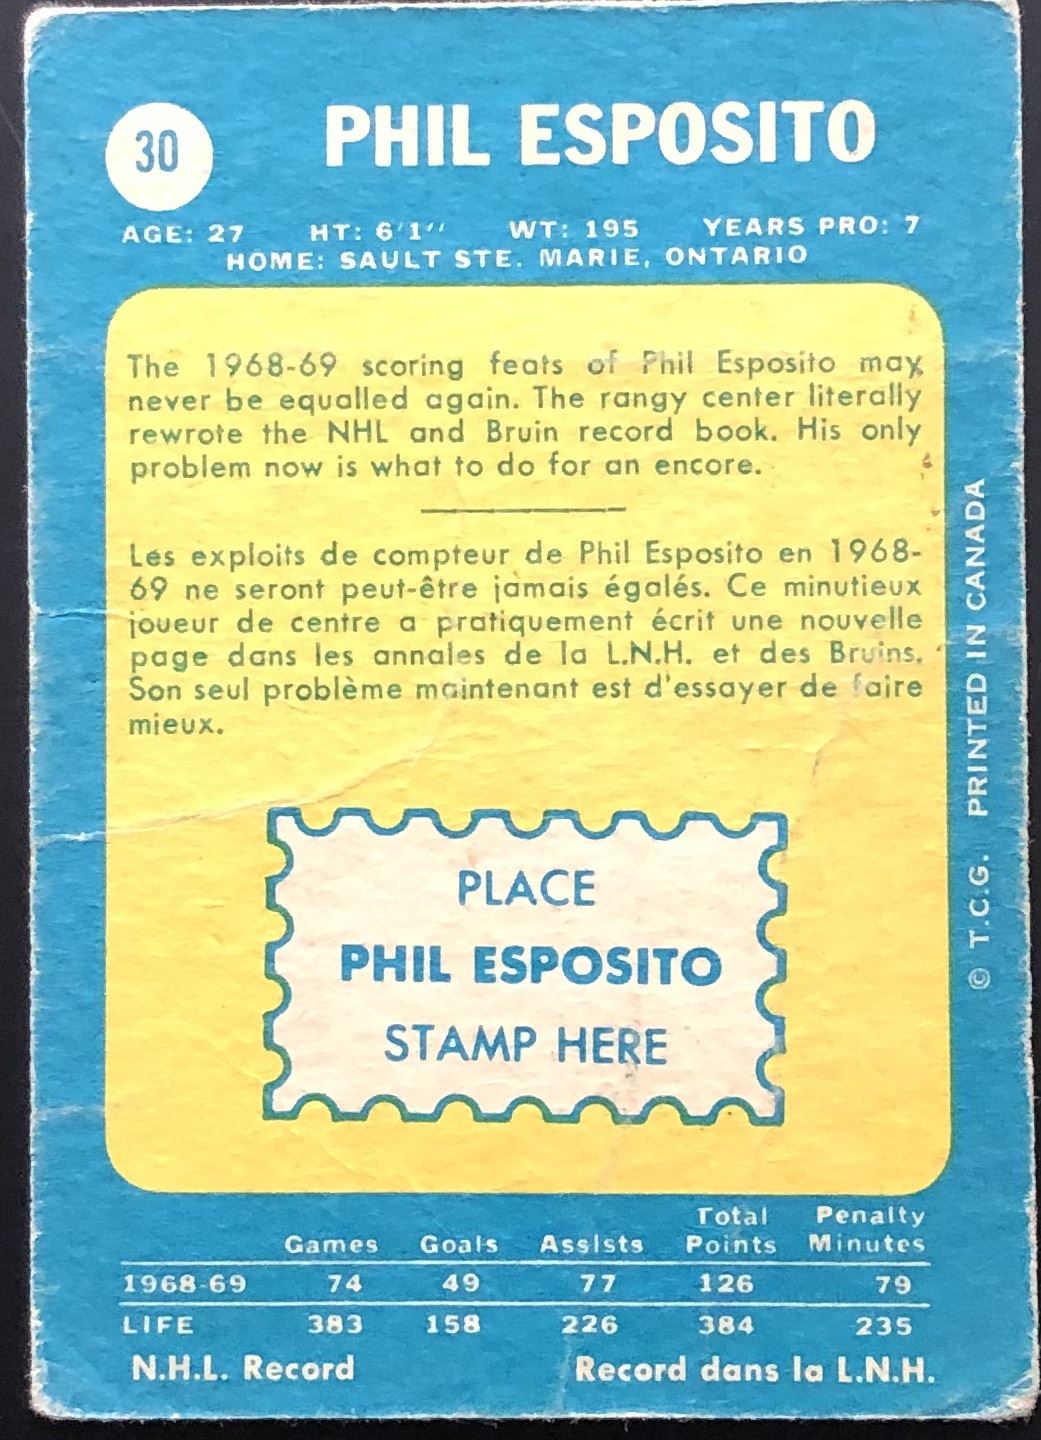 30
PHIL ESPOSITO
AGE: 27 HT: 6'1'' WT: 195 YEARS PRO: 7
HOME: SAULT STE. MARIE, ONTARIO
The 1968-69 scoring feats of Phil Esposito may
never be equalled again. The rangy center literally
rewrote the NHL and Bruin record book. His only
problem now is what to do for an encore.
Les exploits de compteur de Phil Esposito en 1968-
69 ne seront peut-être jamais égalés. Ce minutieux
joueur de centre a pratiquement écrit une nouvelle
page dans les annales de la L.N.H. et des Bruins.
Son seul problème maintenant est d'essayer de faire
mieux.
PLACE
PHIL ESPOSITO
STAMP HERE
© T.C.G. PRINTED IN CANADA
Total Penalty
Games Goals Assists Points Minutes
1968-69 74 49 77 126 79
LIFE 383 158 226 384 235
N.H.L. Record Record dans la L.N.H.